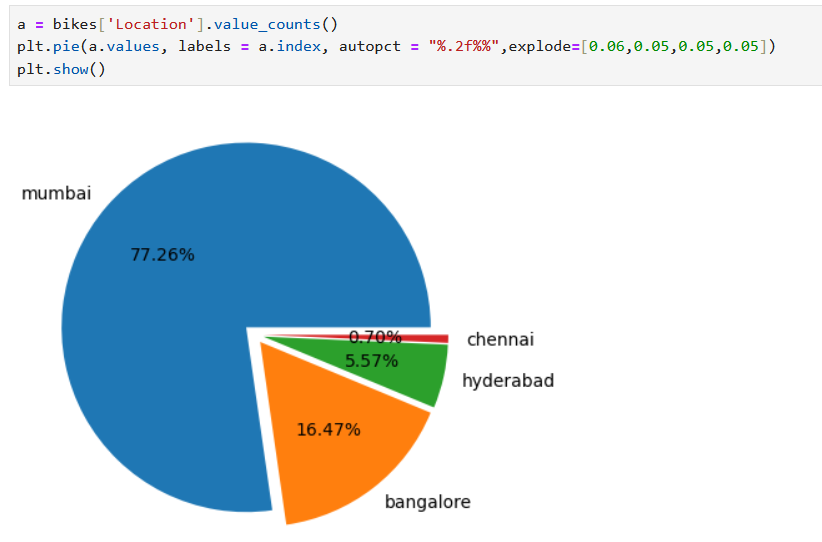 a = bikes['Location'].value_counts()
plt.pie(a.values, labels = a.index, autopct = "%.2f%%",explode=[0.06,0.05,0.05,0.05])
plt.show()
mumbai
77.26%
0.70%
chennai
5.57%
hyderabad
16.47%
bangalore